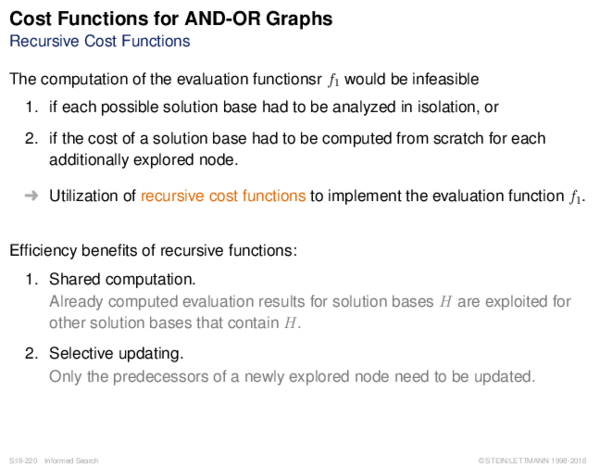 Cost Functions for AND-OR Graphs
Recursive Cost Functions
The computation of the evaluation functionsr f₁ would be infeasible
1. if each possible solution base had to be analyzed in isolation, or
2. if the cost of a solution base had to be computed from scratch for each
additionally explored node.
➜ Utilization of recursive cost functions to implement the evaluation function f₁.
Efficiency benefits of recursive functions:
1. Shared computation.
Already computed evaluation results for solution bases H are exploited for
other solution bases that contain H.
2. Selective updating.
Only the predecessors of a newly explored node need to be updated.
S:III-220 Informed Search
©STEIN/LETTMANN 1998-2018